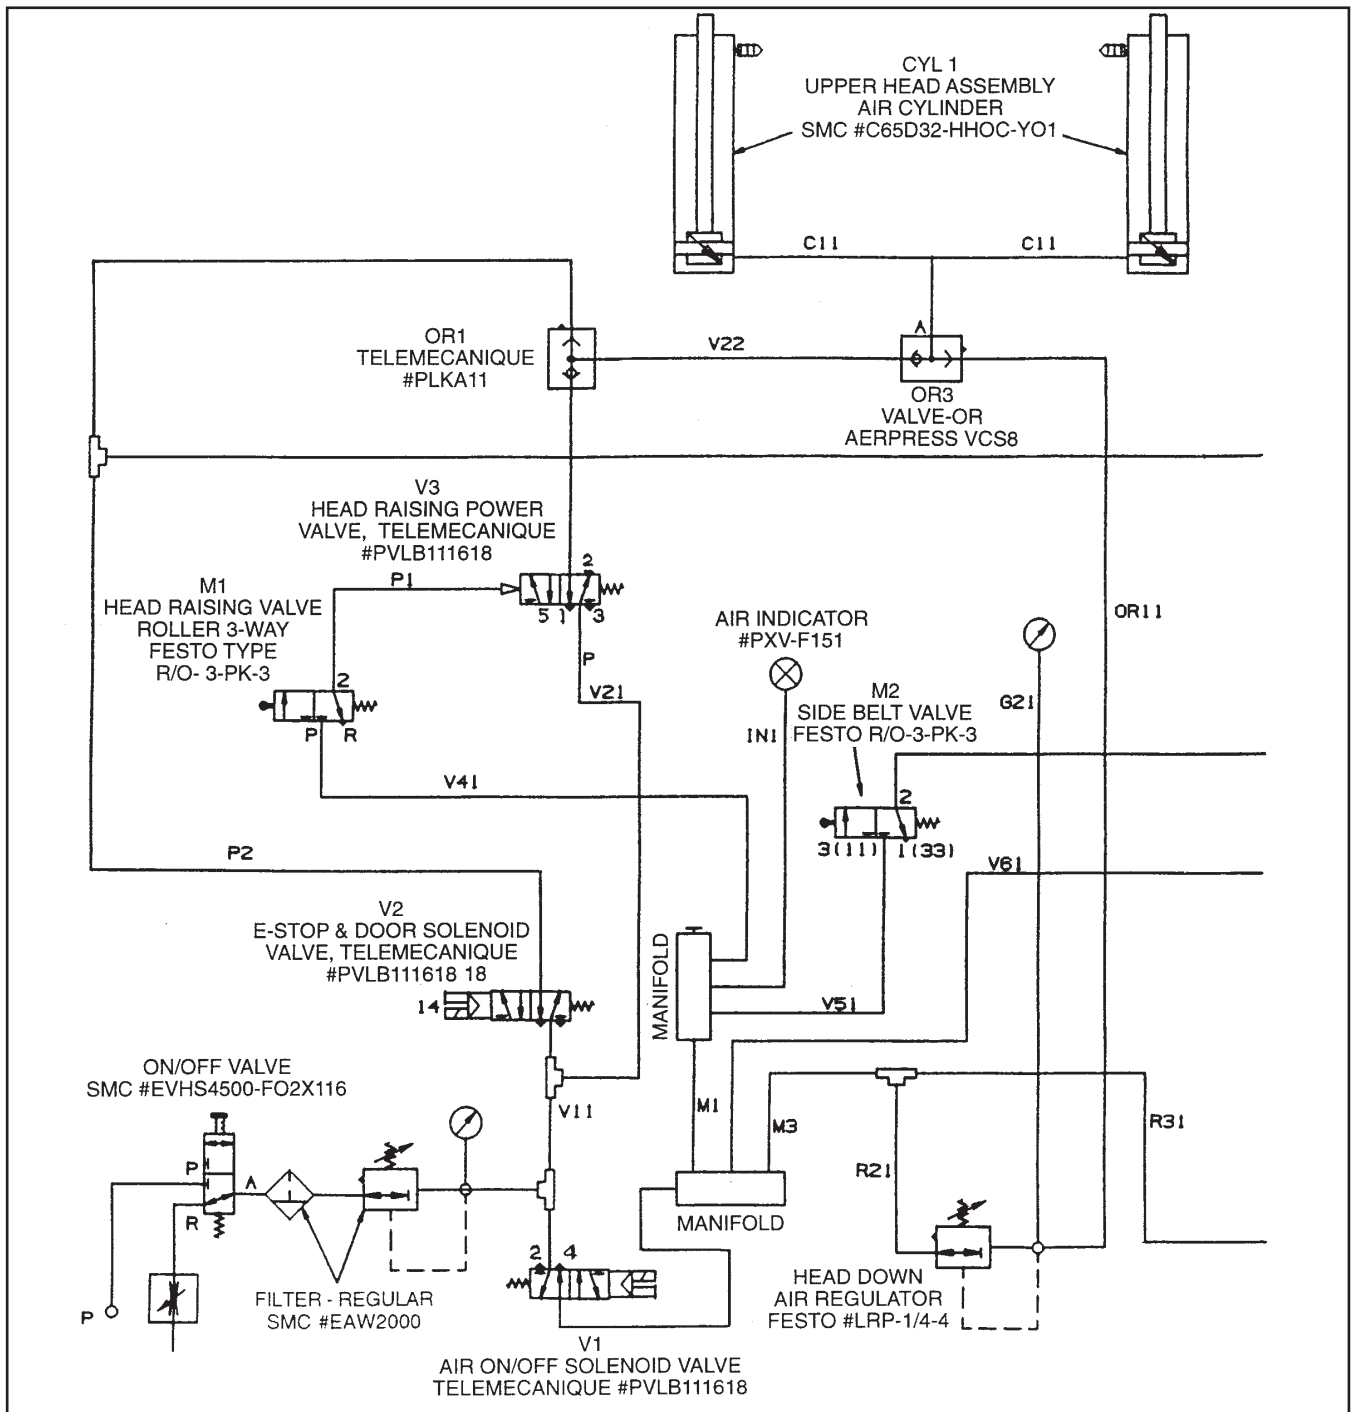 CYL 1
UPPER HEAD ASSEMBLY
AIR CYLINDER
SMC #C65D32-HHOC-YO1
C11
C11
OR1
TELEMECANIQUE
#PLKA11
V22
A
OR3
VALVE-OR
AERPRESS VCS8
V3
HEAD RAISING POWER
VALVE, TELEMECANIQUE
#PVLB111618
2
5 1 3
P1
M1
HEAD RAISING VALVE
ROLLER 3-WAY
FESTO TYPE
R/O- 3-PK-3
2
P R
P
V21
AIR INDICATOR
#PXV-F151
IN1
M2
SIDE BELT VALVE
FESTO R/O-3-PK-3
2
3(11) 1(33)
G21
OR11
V41
V61
P2
V2
E-STOP & DOOR SOLENOID
VALVE, TELEMECANIQUE
#PVLB111618 18
14
MANIFOLD
V51
ON/OFF VALVE
SMC #EVHS4500-FO2X116
V11
M1
M3
R21
R31
P
A
R
P
MANIFOLD
2 4
FILTER - REGULAR
SMC #EAW2000
HEAD DOWN
AIR REGULATOR
FESTO #LRP-1/4-4
V1
AIR ON/OFF SOLENOID VALVE
TELEMECANIQUE #PVLB111618